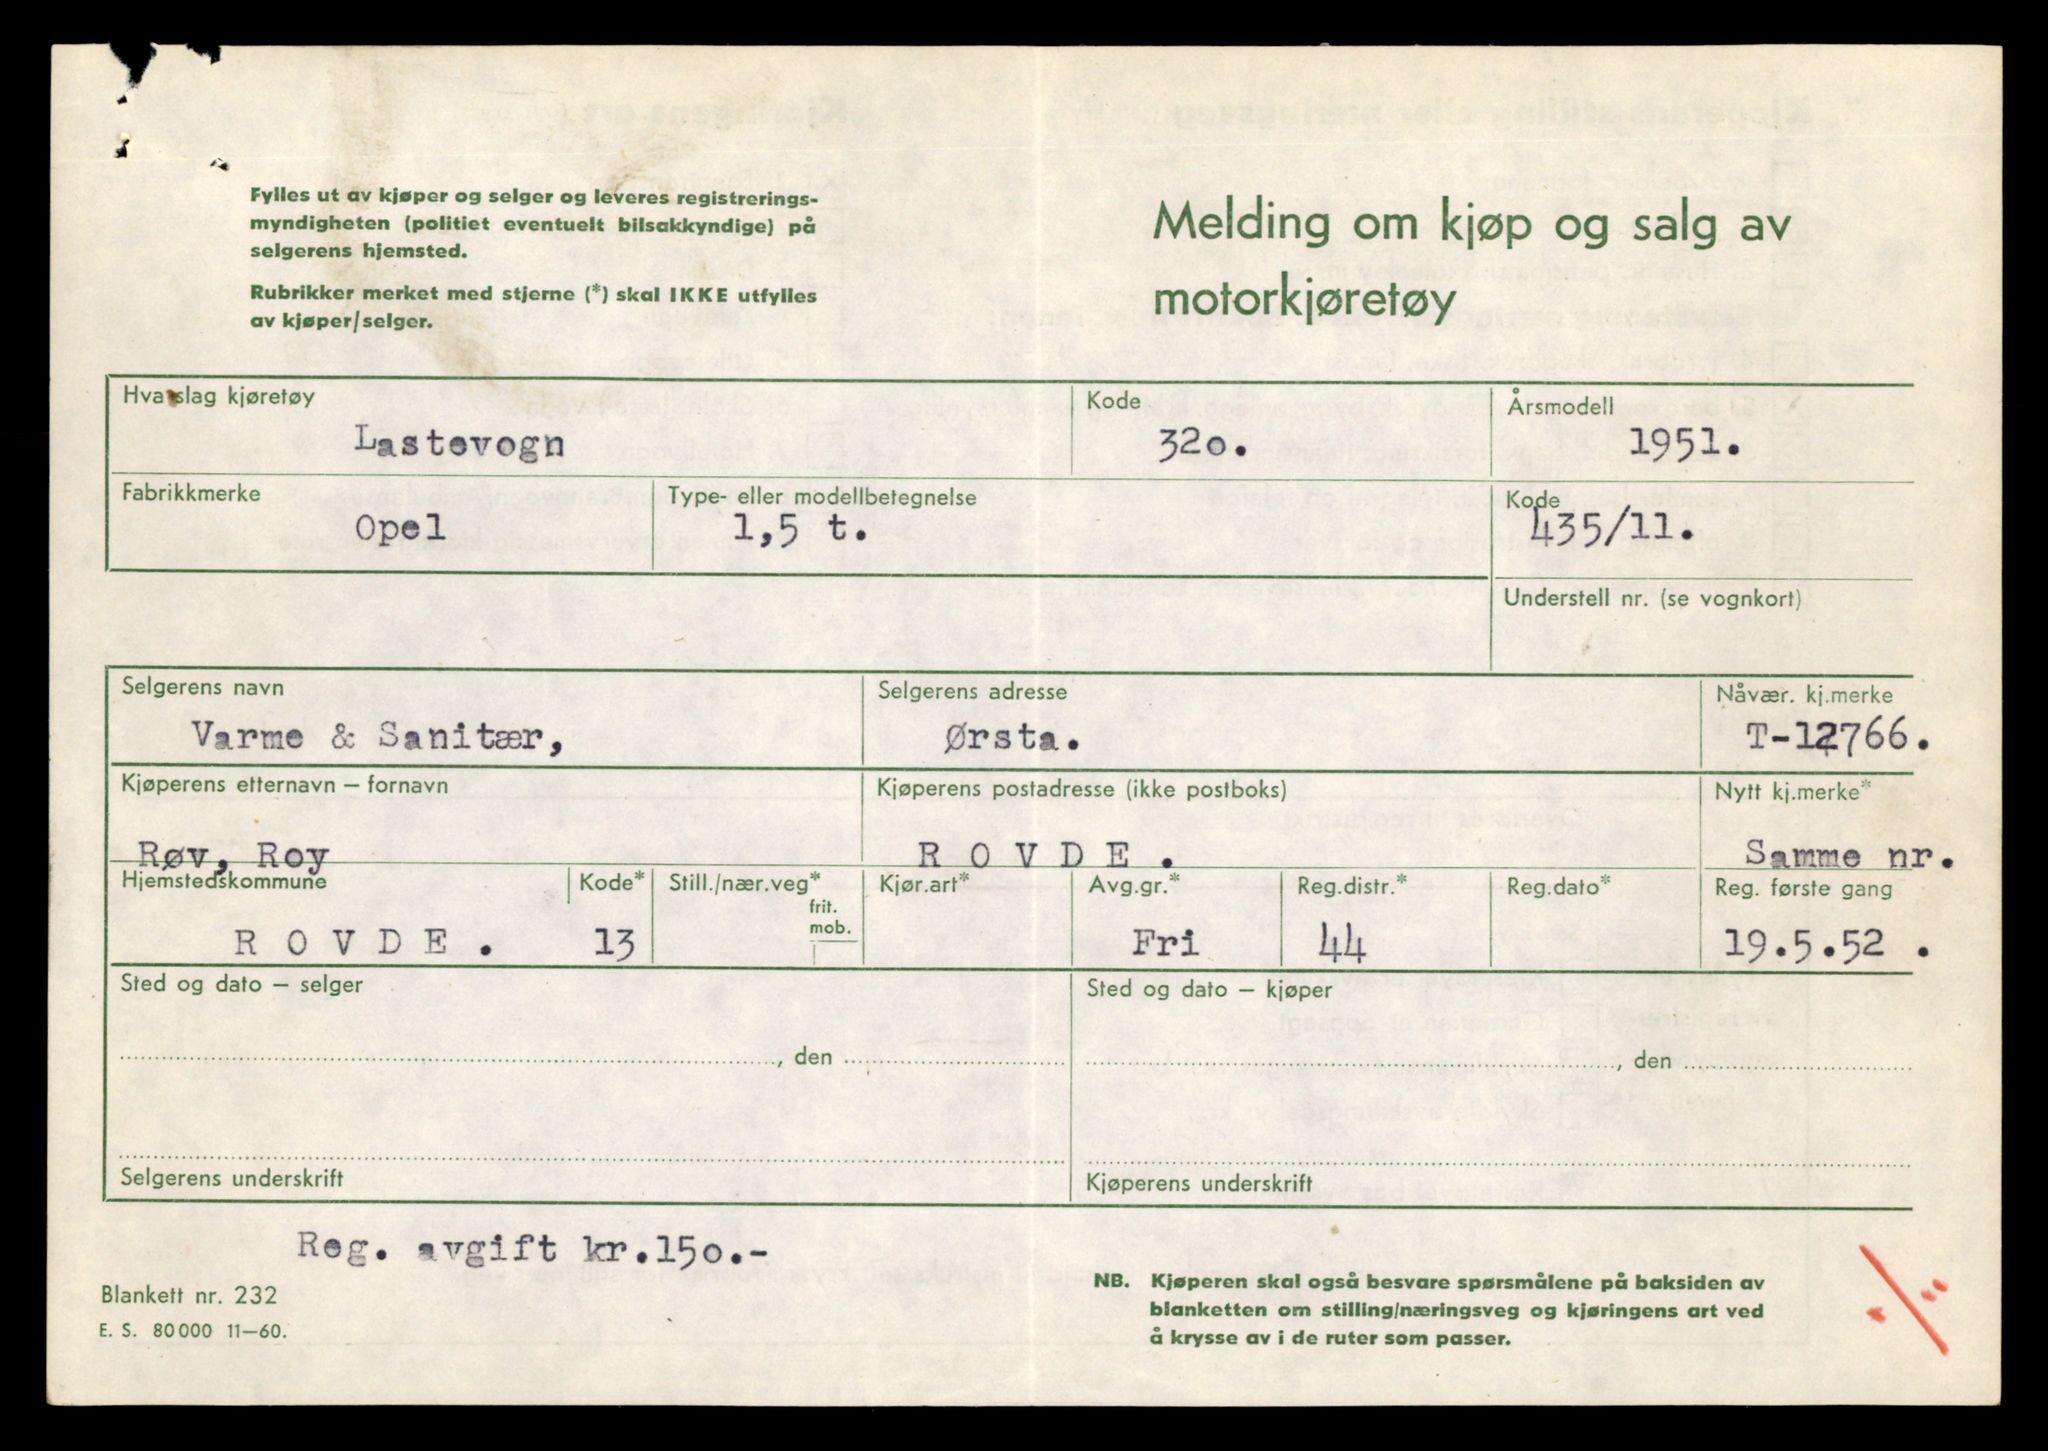 Fylles ut av kjøper og selger og leveres registrerings-
myndigheten (politiet eventuelt bilsakkyndige) på
selgerens hjemsted.
Rubrikker merket med stjerne (*) skal IKKE utfylles
av kjøper/selger.
Melding om kjøp og salg av
motorkjøretøy
Hva slag kjøretøy
Kode
Årsmodell
Lastevogn
32o.
1951.
Fabrikkmerke
Type- eller modellbetegnelse
Kode
Opel
1,5 t.
435/11.
Understell nr. (se vognkort)
Selgerens navn
Selgerens adresse
Nåvær. kj.merke
Varme & Sanitær,
Ørsta.
T-12766.
Kjøperens etternavn – fornavn
Kjøperens postadresse (ikke postboks)
Nytt kj.merke*
Røv, Roy
R O V D E .
Samme nr.
Hjemstedskommune
Kode*
Still./nær.veg*
frit.
mob.
Kjør.art*
Avg.gr.*
Reg.distr.*
Reg.dato*
Reg. første gang
R O V D E .
13
Fri
44
19.5.52 .
Sted og dato – selger
Sted og dato – kjøper
, den
, den
Selgerens underskrift
Kjøperens underskrift
Reg. avgift kr.15o.-
Blankett nr. 232
E. S. 80 000 11–60.
NB. Kjøperen skal også besvare spørsmålene på baksiden av
blanketten om stilling/næringsveg og kjøringens art ved
å krysse av i de ruter som passer.